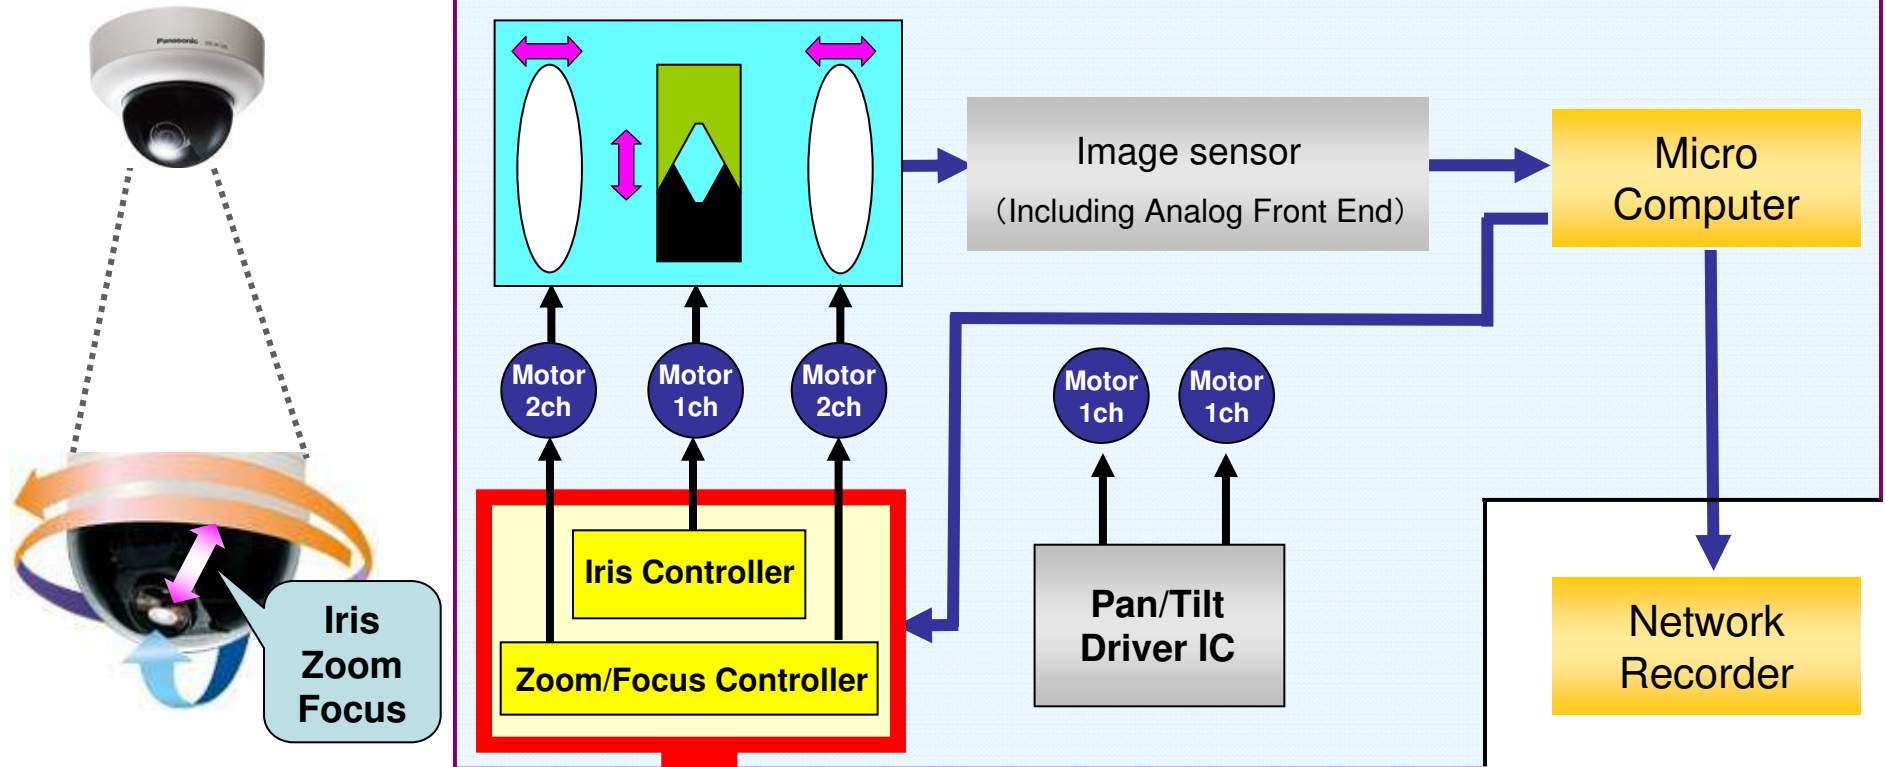 Panasonic
Image sensor
（Including Analog Front End）
Micro
Computer
Motor
2ch
Motor
1ch
Motor
2ch
Motor
1ch
Motor
1ch
Iris Controller
Zoom/Focus Controller
Pan/Tilt
Driver IC
Network
Recorder
Iris
Zoom
Focus